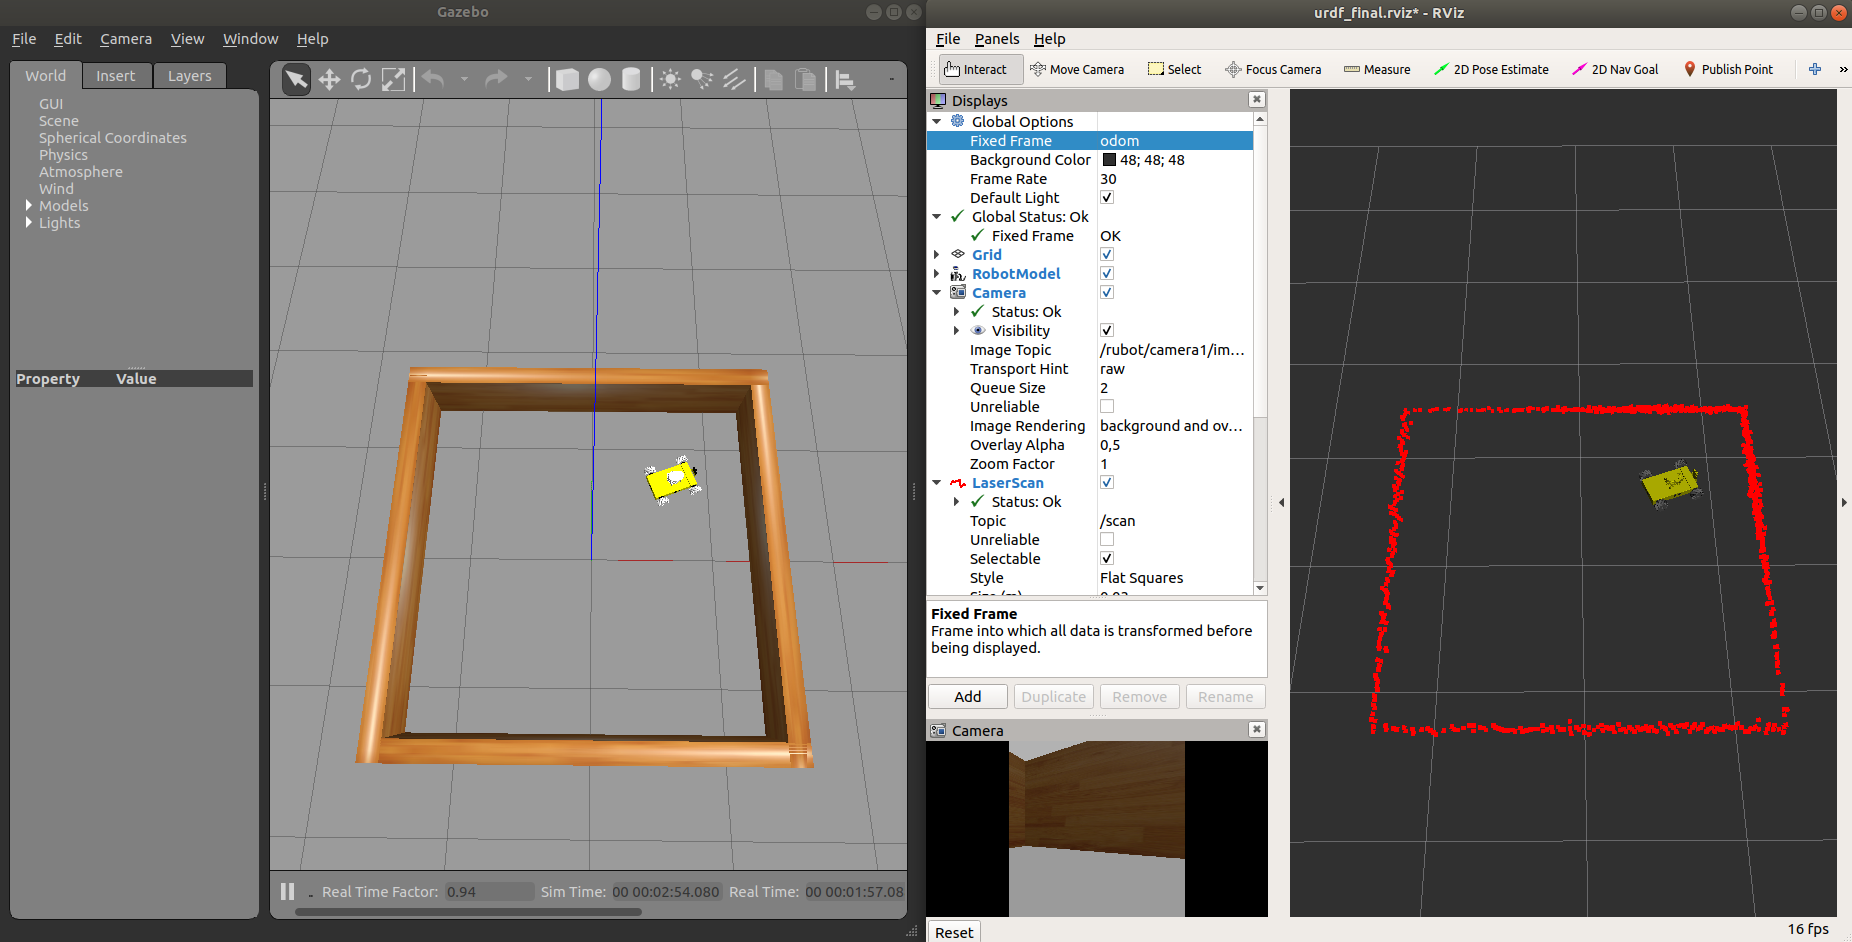 Gazebo
File Edit Camera View Window Help
World Insert Layers
GUI
Scene
Spherical Coordinates
Physics
Atmosphere
Wind
Models
Lights
Property Value
Real Time Factor: 0.94 Sim Time: 00 00:02:54.080 Real Time: 00 00:01:57.08
urdf_final.rviz* - RViz
File Panels Help
Interact Move Camera Select Focus Camera Measure 2D Pose Estimate 2D Nav Goal Publish Point
Displays
Global Options
Fixed Frame odom
Background Color 48; 48; 48
Frame Rate 30
Default Light
Global Status: Ok
Fixed Frame OK
Grid
RobotModel
Camera
Status: Ok
Visibility
Image Topic /rubot/camera1/im...
Transport Hint raw
Queue Size 2
Unreliable
Image Rendering background and ov...
Overlay Alpha 0,5
Zoom Factor 1
LaserScan
Status: Ok
Topic /scan
Unreliable
Selectable
Style Flat Squares
Fixed Frame
Frame into which all data is transformed before
being displayed.
Add Duplicate Remove Rename
Camera
Reset
16 fps